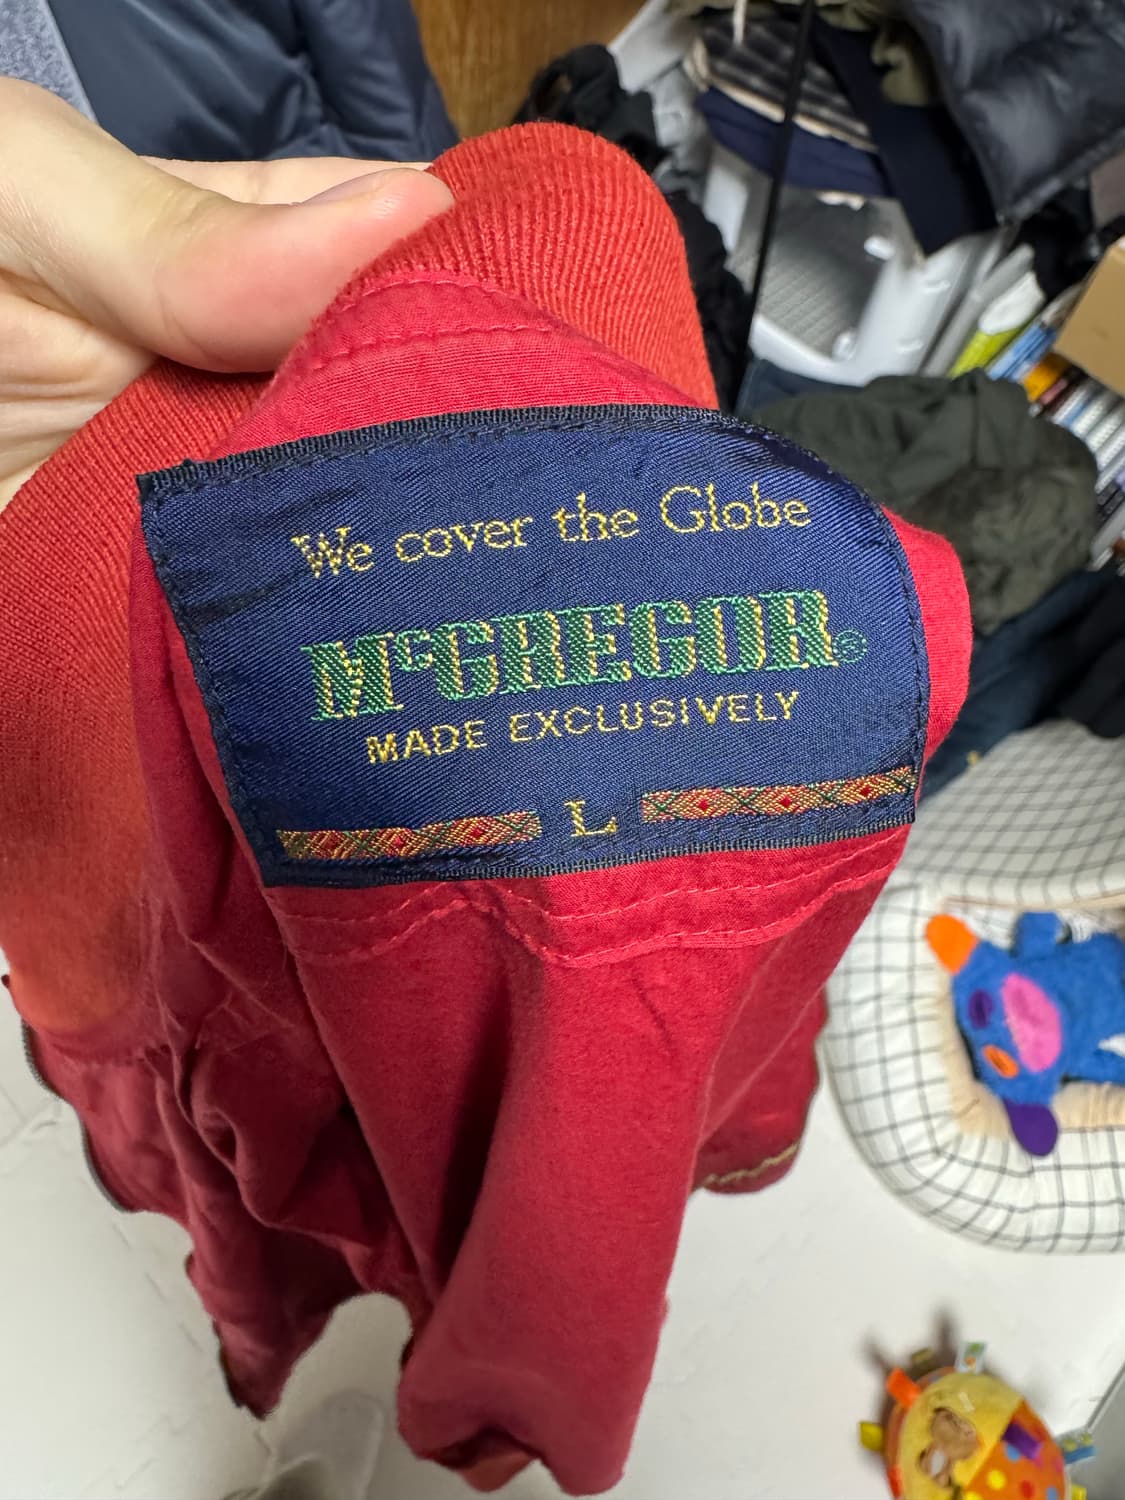 We cover the Globe
McGREGOR®
MADE EXCLUSIVELY
L